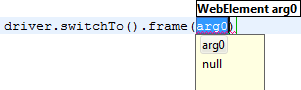 WebElement arg0
driver.switchTo().frame(arg0)
arg0
null